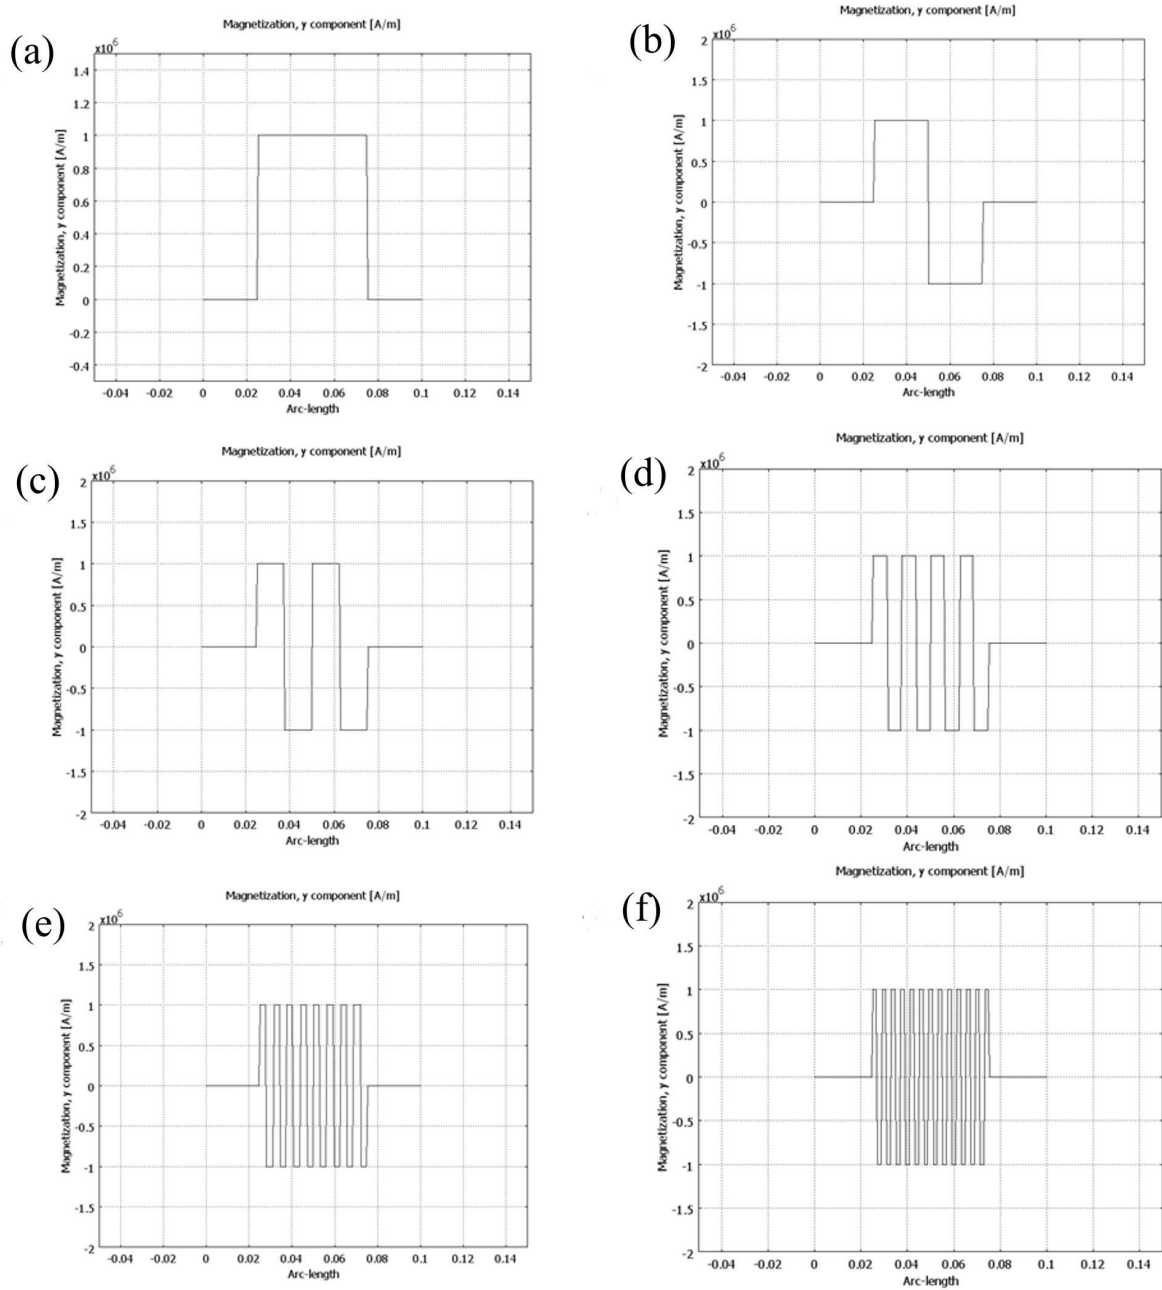 (a)
Magnetization, y component [A/m]
x10^6
1.4
1.2
1
0.8
0.6
0.4
0.2
0
-0.2
-0.4
Magnetization, y component [A/m]
-0.04 -0.02 0 0.02 0.04 0.06 0.08 0.1 0.12 0.14
Arc-length
(b)
Magnetization, y component [A/m]
x10^6
2
1.5
1
0.5
0
-0.5
-1
-1.5
-2
Magnetization, y component [A/m]
-0.04 -0.02 0 0.02 0.04 0.06 0.08 0.1 0.12 0.14
Arc-length
(c)
Magnetization, y component [A/m]
x10^6
2
1.5
1
0.5
0
-0.5
-1
-1.5
-2
Magnetization, y component [A/m]
-0.04 -0.02 0 0.02 0.04 0.06 0.08 0.1 0.12 0.14
Arc-length
(d)
Magnetization, y component [A/m]
x10^6
2
1.5
1
0.5
0
-0.5
-1
-1.5
-2
Magnetization, y component [A/m]
-0.04 -0.02 0 0.02 0.04 0.06 0.08 0.1 0.12 0.14
Arc-length
(e)
Magnetization, y component [A/m]
x10^6
2
1.5
1
0.5
0
-0.5
-1
-1.5
-2
Magnetization, y component [A/m]
-0.04 -0.02 0 0.02 0.04 0.06 0.08 0.1 0.12 0.14
Arc-length
(f)
Magnetization, y component [A/m]
x10^6
2
1.5
1
0.5
0
-0.5
-1
-1.5
-2
Magnetization, y component [A/m]
-0.04 -0.02 0 0.02 0.04 0.06 0.08 0.1 0.12 0.14
Arc-length